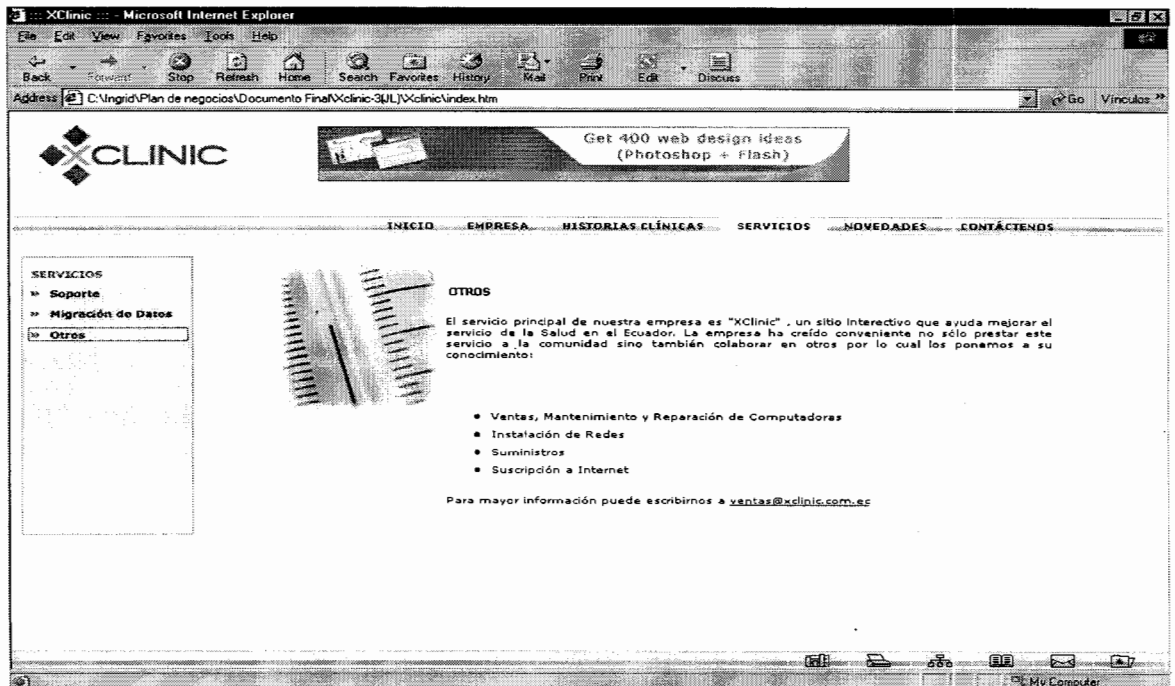 ::: XClinic ::: - Microsoft Internet Explorer
File Edit View Favorites Tools Help
Back Forward Stop Refresh Home Search Favorites History Mail Print Edit Discuss
Address C:\Ingrid\Plan de negocios\Documento Final\Xclinic-3(JL)\Xclinic\index.htm Go Vínculos »
XCLINIC
Get 400 web design ideas
(Photoshop + Flash)
INICIO EMPRESA HISTORIAS CLÍNICAS SERVICIOS NOVEDADES CONTÁCTENOS
SERVICIOS
» Soporte
» Migración de Datos
» Otros
OTROS
El servicio principal de nuestra empresa es "XClinic" , un sitio Interectivo que ayuda mejorar el
servicio de la Salud en el Ecuador. La empresa ha creído conveniente no sólo prestar este
servicio a la comunidad sino también colaborar en otros por lo cual los ponemos a su
conocimiento:
• Ventas, Mantenimiento y Reparación de Computadoras
• Instalación de Redes
• Suministros
• Suscripción a Internet
Para mayor información puede escribirnos a ventas@xclinic.com.ec
My Computer